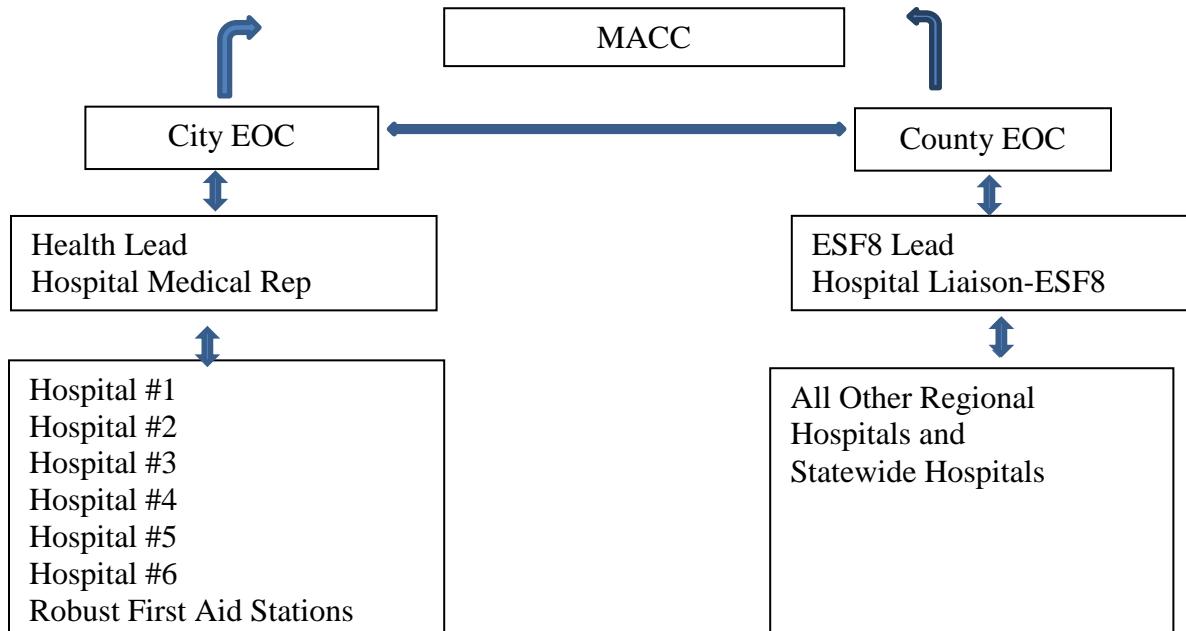 MACC
City EOC
County EOC
Health Lead
Hospital Medical Rep
ESF8 Lead
Hospital Liaison-ESF8
Hospital #1
Hospital #2
Hospital #3
Hospital #4
Hospital #5
Hospital #6
Robust First Aid Stations
All Other Regional
Hospitals and
Statewide Hospitals